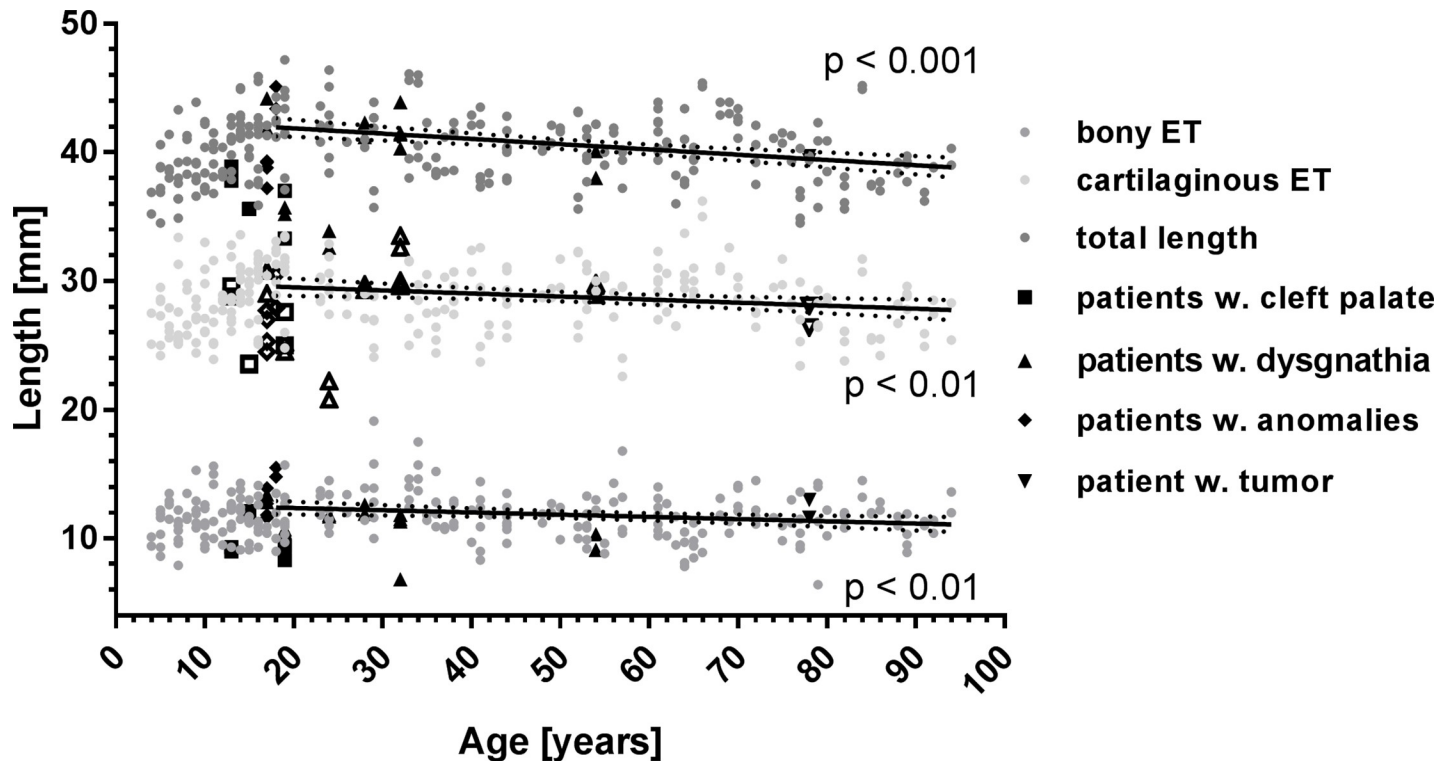 50
40
30
20
10
Length [mm]
p < 0.001
p < 0.01
p < 0.01
0
10
20
30
40
50
60
70
80
90
100
Age [years]
bony ET
cartilaginous ET
total length
patients w. cleft palate
patients w. dysgnathia
patients w. anomalies
patient w. tumor